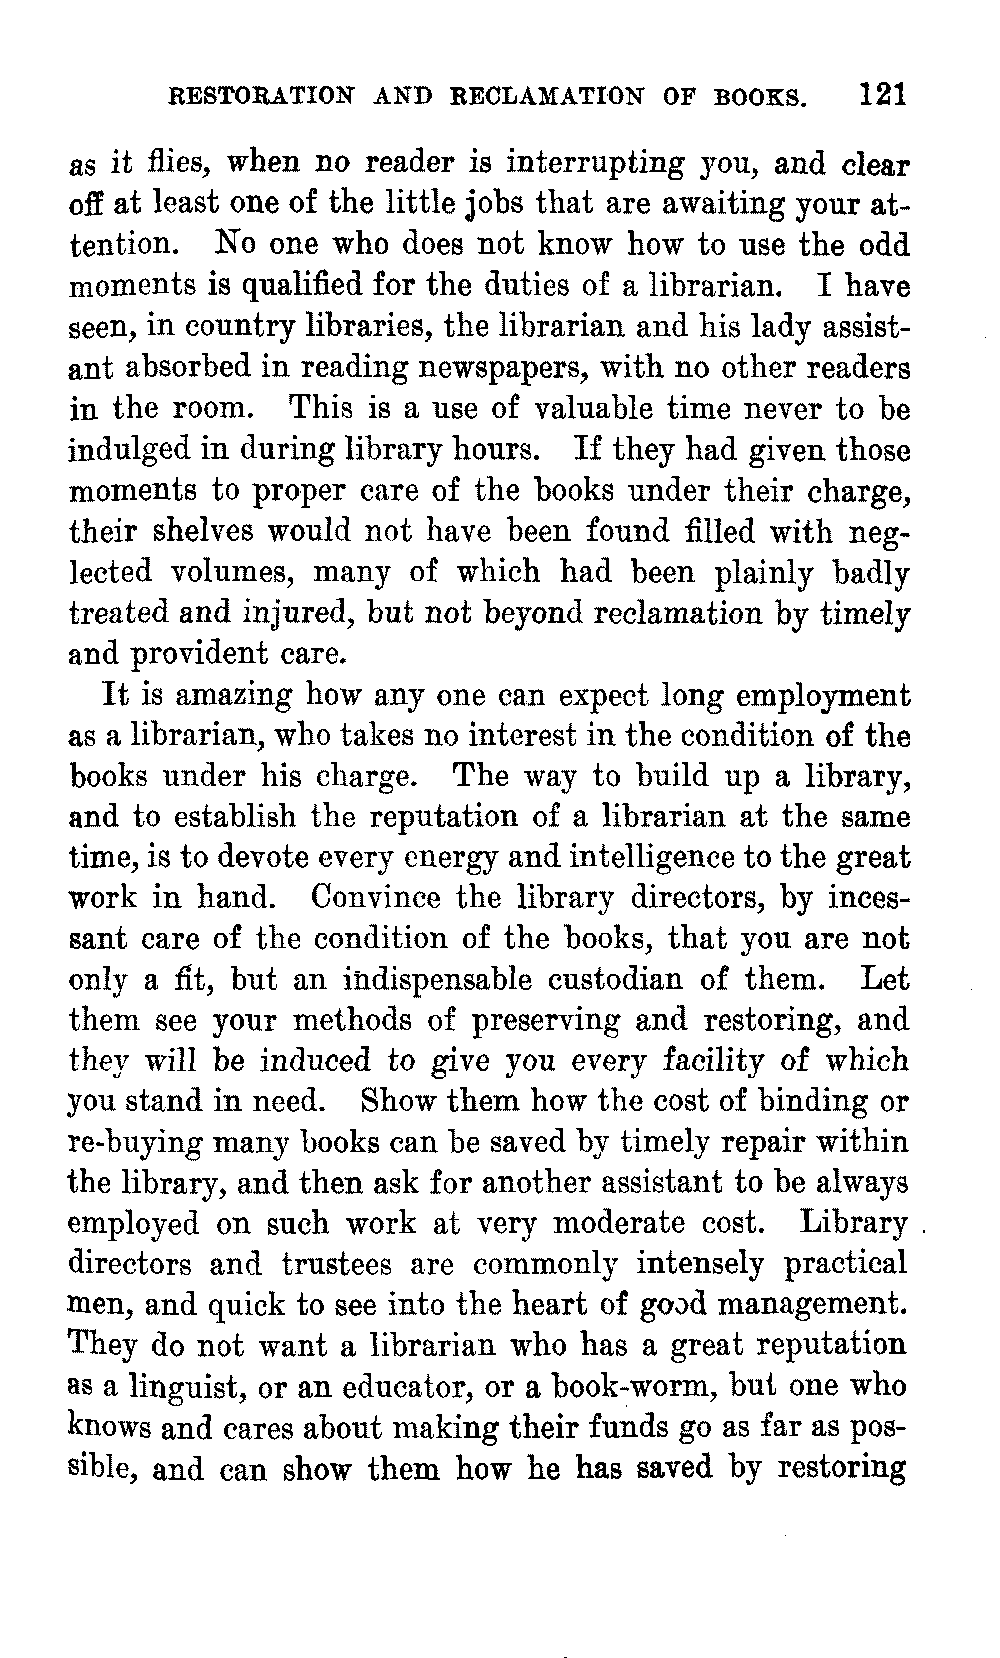 RESTORATION AND RECLAMATION OF BOOKS. 121
as it flies, when no reader is interrupting you, and clear
off at least one of the little jobs that are awaiting your at-
tention. No one who does not know how to use the odd
moments is qualified for the duties of a librarian. I have
seen, in country libraries, the librarian and his lady assist-
ant absorbed in reading newspapers, with no other readers
in the room. This is a use of valuable time never to be
indulged in during library hours. If they had given those
moments to proper care of the books under their charge,
their shelves would not have been found filled with neg-
lected volumes, many of which had been plainly badly
treated and injured, but not beyond reclamation by timely
and provident care.
It is amazing how any one can expect long employment
as a librarian, who takes no interest in the condition of the
books under his charge. The way to build up a library,
and to establish the reputation of a librarian at the same
time, is to devote every energy and intelligence to the great
work in hand. Convince the library directors, by inces-
sant care of the condition of the books, that you are not
only a fit, but an indispensable custodian of them. Let
them see your methods of preserving and restoring, and
they will be induced to give you every facility of which
you stand in need. Show them how the cost of binding or
re-buying many books can be saved by timely repair within
the library, and then ask for another assistant to be always
employed on such work at very moderate cost. Library
directors and trustees are commonly intensely practical
men, and quick to see into the heart of good management.
They do not want a librarian who has a great reputation
as a linguist, or an educator, or a book-worm, but one who
knows and cares about making their funds go as far as pos-
sible, and can show them how he has saved by restoring